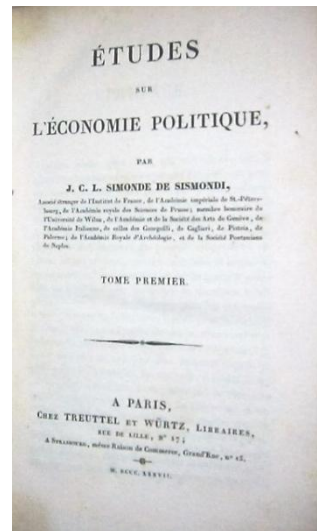 ÉTUDES
SUR
L'ÉCONOMIE POLITIQUE,
PAR
J. C. L. SIMONDE DE SISMONDI,
Associé étranger de l'Institut de France, de l'Académie impériale de St.-Péters-
bourg, de l'Académie royale des Sciences de Prusse; membre honoraire de
l'Université de Wilna, de l'Académie et de la Société des Arts de Genève, de
l'Académie Italienne, de celles des Georgofili, de Cagliari, de Pistoia, de
Palerme; de l'Académie Royale d'Archéologie, et de la Société Pontaniana
de Naples.
TOME PREMIER.
A PARIS,
CHEZ TREUTTEL ET WÜRTZ, LIBRAIRES,
RUE DE LILLE, Nº 17;
A STRASBOURG, même Raison de Commerce, Grand'Rue, nº 15.
M. DCCC. XXXVII.